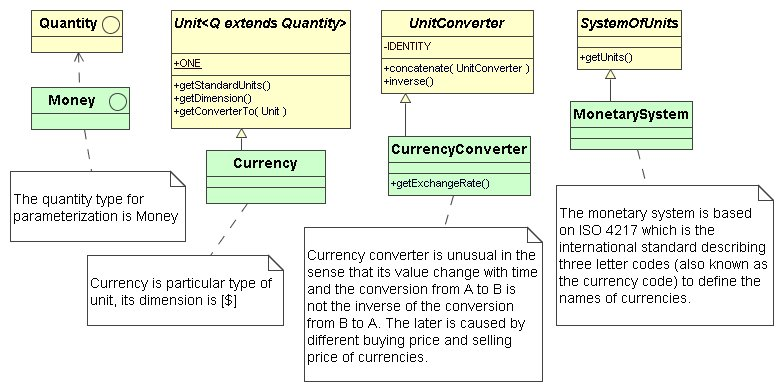 Quantity
Money
The quantity type for
parameterization is Money
Unit<Q extends Quantity>
+ONE
+getStandardUnits()
+getDimension()
+getConverterTo( Unit )
Currency
Currency is particular type of
unit, its dimension is [$]
UnitConverter
-IDENTITY
+concatenate( UnitConverter )
+inverse()
CurrencyConverter
+getExchangeRate()
Currency converter is unusual in the
sense that its value change with time
and the conversion from A to B is
not the inverse of the conversion
from B to A. The later is caused by
different buying price and selling
price of currencies.
SystemOfUnits
+getUnits()
MonetarySystem
The monetary system is based
on ISO 4217 which is the
international standard describing
three letter codes (also known as
the currency code) to define the
names of currencies.